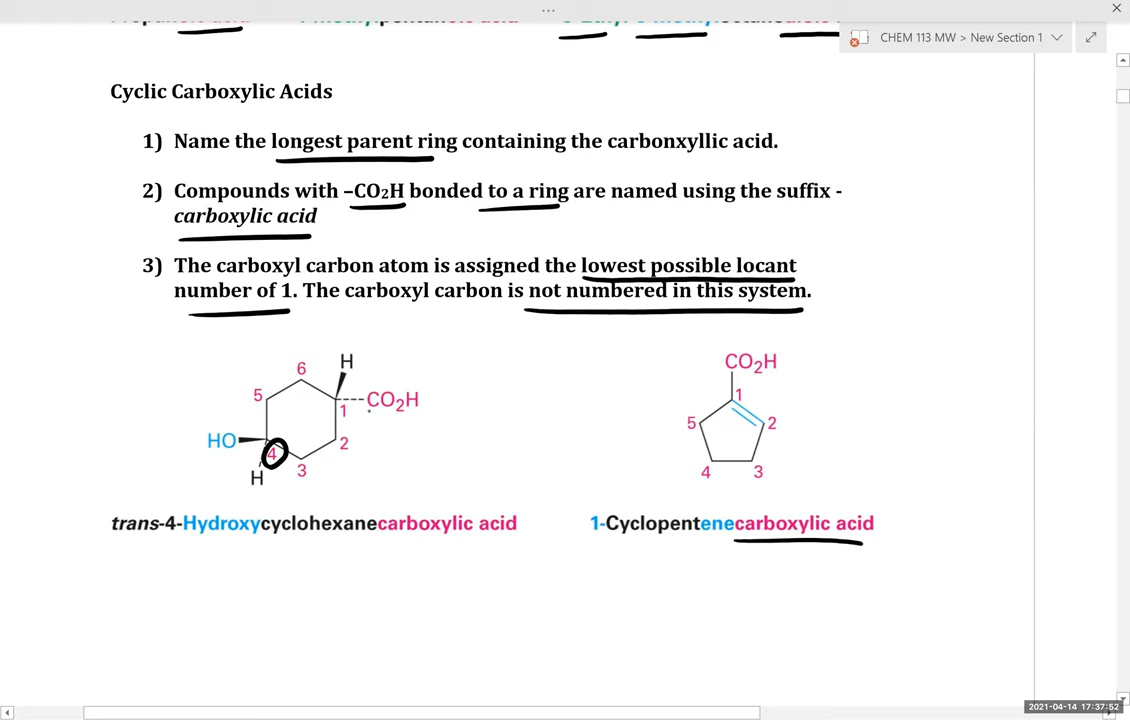 CHEM 113 MW > New Section 1
Cyclic Carboxylic Acids
1) Name the longest parent ring containing the carbonxyllic acid.
2) Compounds with –CO₂H bonded to a ring are named using the suffix -
carboxylic acid
3) The carboxyl carbon atom is assigned the lowest possible locant
number of 1. The carboxyl carbon is not numbered in this system.
H
CO₂H
6
5
CO₂H
1
1
HO
2
5
2
4
3
H
4
3
trans-4-Hydroxycyclohexanecarboxylic acid
1-Cyclopentenecarboxylic acid
2021-04-14 17:37:52